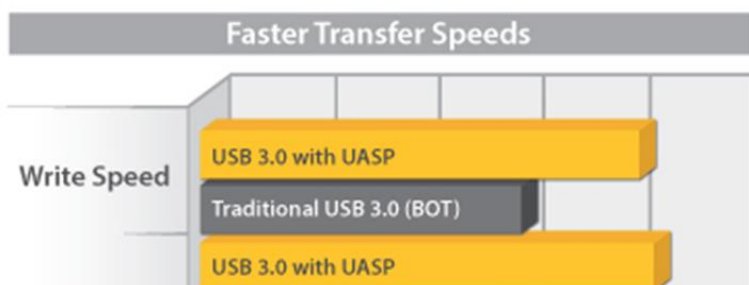 Faster Transfer Speeds
USB 3.0 with UASP
Write Speed
Traditional USB 3.0 (BOT)
USB 3.0 with UASP